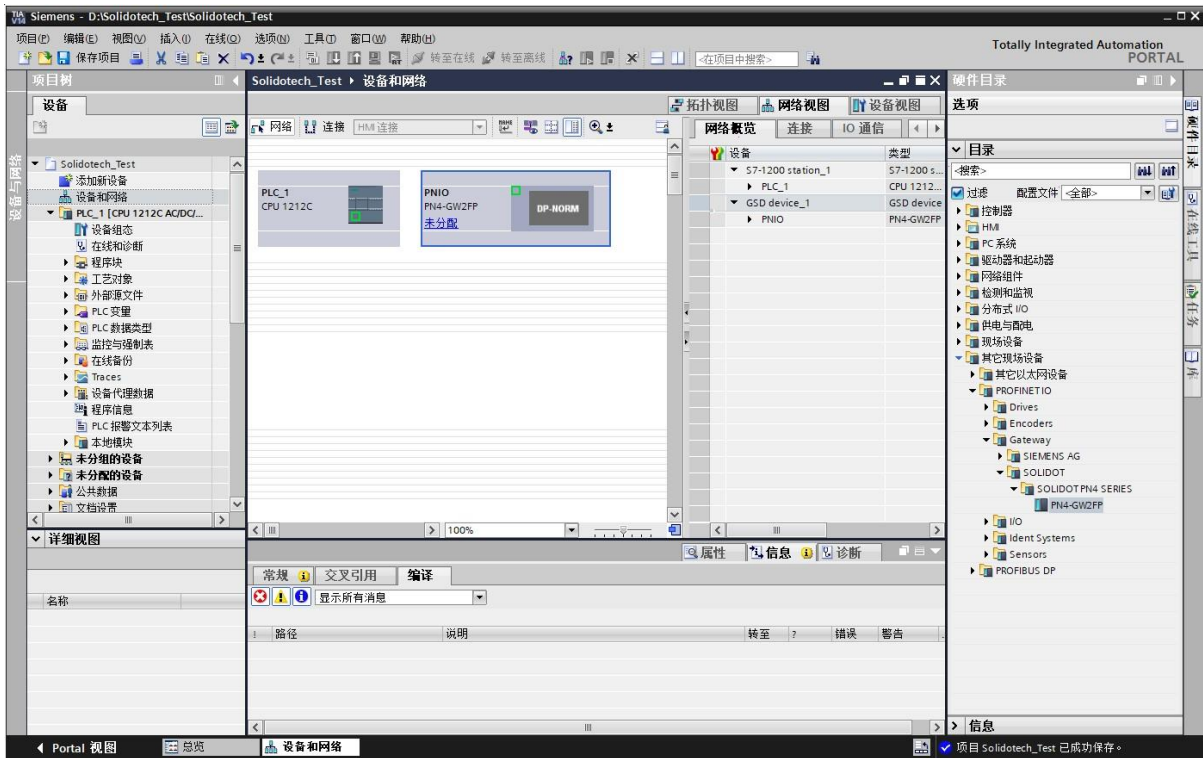 TIA V14 Siemens - D:\Solidotech_Test\Solidotech_Test
项目(P) 编辑(E) 视图(V) 插入(I) 在线(O) 选项(N) 工具(T) 窗口(W) 帮助(H)
Totally Integrated Automation
PORTAL
保存项目 转至在线 转至离线 <在项目中搜索>
项目树
设备
设备与网络
Solidotech_Test
添加新设备
设备和网络
PLC_1 [CPU 1212C AC/DC/...
设备组态
在线和诊断
程序块
工艺对象
外部源文件
PLC 变量
PLC 数据类型
监控与强制表
在线备份
Traces
设备代理数据
程序信息
PLC 报警文本列表
本地模块
未分组的设备
未分配的设备
公共数据
文档设置
详细视图
名称
Solidotech_Test ▸ 设备和网络
拓扑视图 网络视图 设备视图
网络 连接 HMI 连接
PLC_1
CPU 1212C
PNIO
PN4-GW2FP
未分配
DP-NORM
100%
网络概览 连接 IO 通信
设备 类型
S7-1200 station_1 S7-1200 s...
PLC_1 CPU 1212...
GSD device_1 GSD device
PNIO PN4-GW2FP
属性 信息 诊断
常规 交叉引用 编译
显示所有消息
! 路径 说明 转至 ? 错误 警告
硬件目录
选项
目录
<搜索>
过滤 配置文件 <全部>
控制器
HMI
PC 系统
驱动器和起动器
网络组件
检测和监视
分布式 I/O
供电与配电
现场设备
其它现场设备
其它以太网设备
PROFINET IO
Drives
Encoders
Gateway
SIEMENS AG
SOLIDOT
SOLIDOT PN4 SERIES
PN4-GW2FP
I/O
Ident Systems
Sensors
PROFIBUS DP
信息
硬件目录
在线工具
任务
库
Portal 视图 总览 设备和网络 项目 Solidotech_Test 已成功保存。